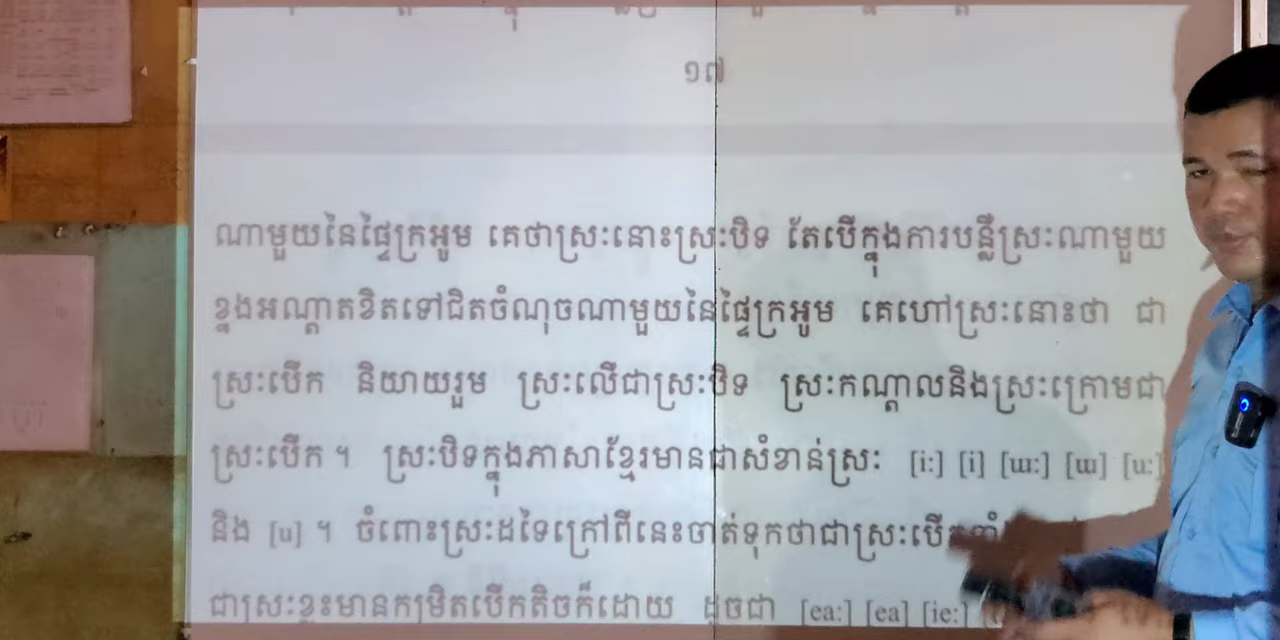 ១៧
ណាមួយនៃផ្ទៃក្រអូម គេថាស្រៈនោះស្រៈបិទ តែបើក្នុងការបន្លឺស្រៈណាមួយ
ខ្នងអណ្ដាតខិតទៅជិតចំណុចណាមួយនៃផ្ទៃក្រអូម គេហៅស្រៈនោះថា ជា
ស្រៈបើក និយាយរួម ស្រៈលើជាស្រៈបិទ ស្រៈកណ្ដាលនិងស្រៈក្រោមជា
ស្រៈបើក ។ ស្រៈបិទក្នុងភាសាខ្មែរមានជាសំខាន់ស្រៈ [i:] [i] [ɯ:] [ɯ] [u:]
និង [u] ។ ចំពោះស្រៈដទៃក្រៅពីនេះចាត់ទុកថាជាស្រៈបើក
ជាស្រៈខ្លះមានកម្រិតបើកតិចក៏ដោយ ដូចជា [ea:] [ea] [ie:]